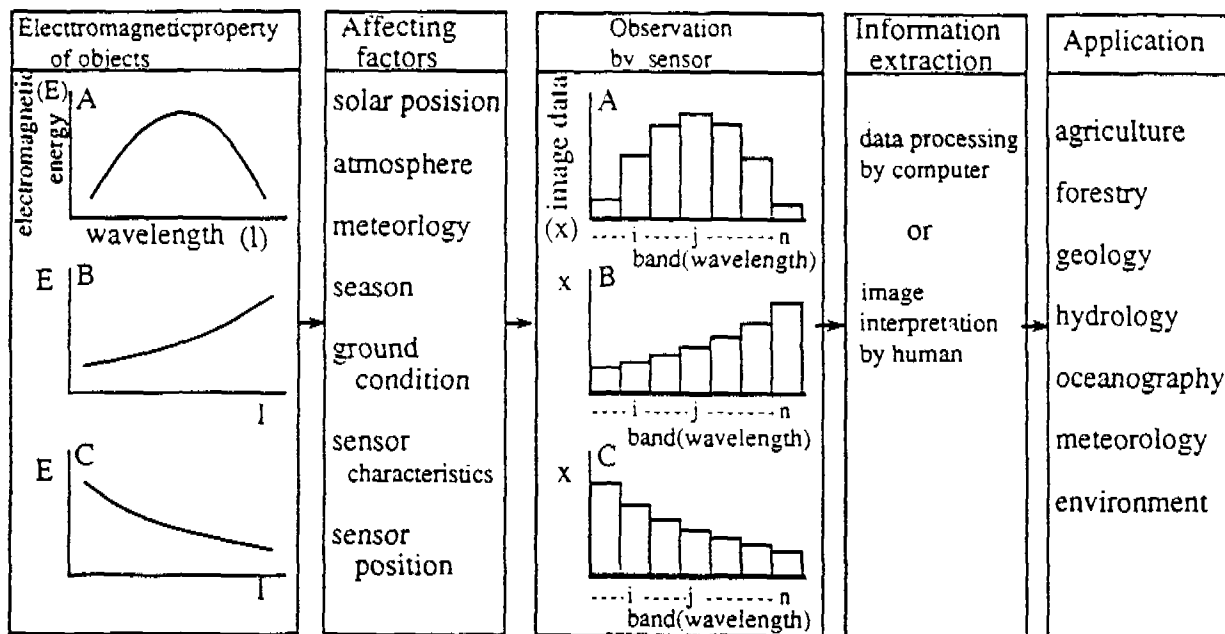 Electtromagneticproperty
of objects
(E)
electromagnetic
energy
A
wavelength (l)
E
B
l
E
C
l
Affecting
factors
solar posision
atmosphere
meteorlogy
season
ground
condition
sensor
characteristics
sensor
position
Observation
by sensor
image data
(x)
A
i j n
band(wavelength)
x
B
i j n
band(wavelength)
x
C
i j n
band(wavelength)
Information
extraction
data processing
by computer
or
image
interpretation
by human
Application
agriculture
forestry
geology
hydrology
oceanography
meteorology
environment